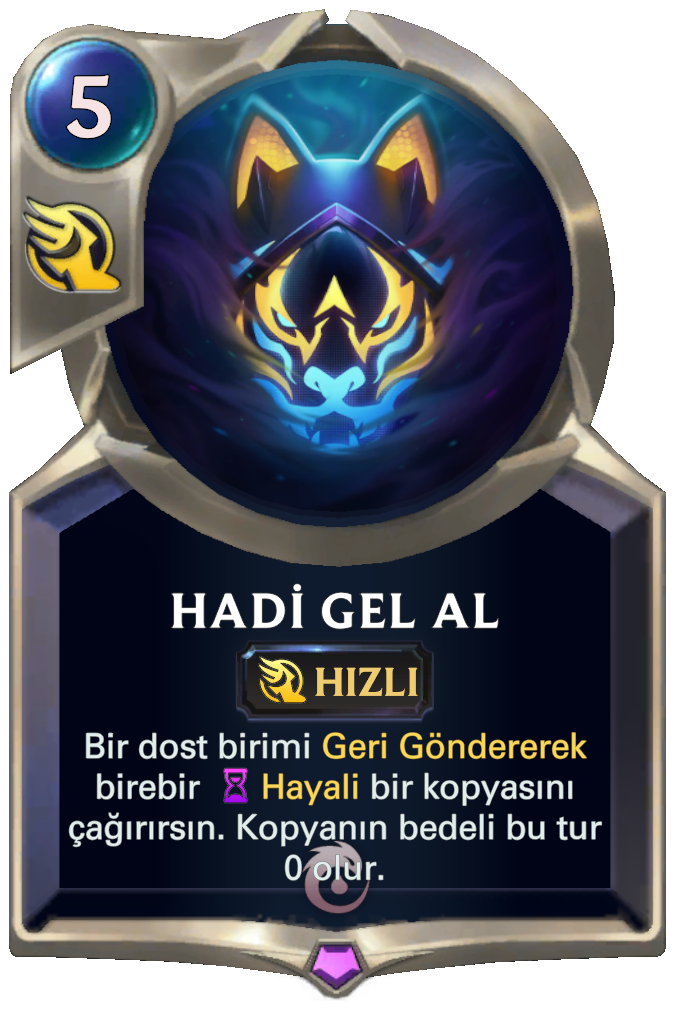 5
HADİ GEL AL
HIZLI
Bir dost birimi Geri Göndererek
birebir Hayali bir kopyasını
çağırırsın. Kopyanın bedeli bu tur
0 olur.